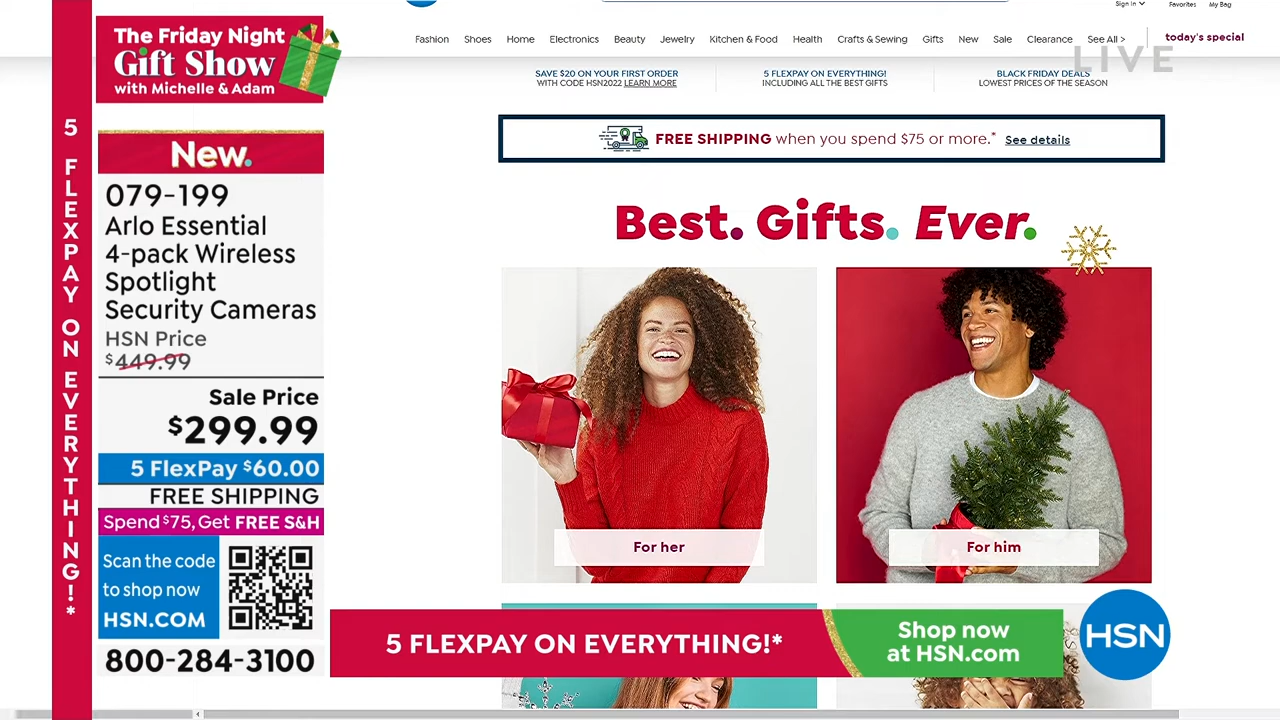 The Friday Night
Gift Show
with Michelle & Adam
5 FLEXPAY ON EVERYTHING!*
New.
079-199
Arlo Essential
4-pack Wireless
Spotlight
Security Cameras
HSN Price
$449.99
Sale Price
$299.99
5 FlexPay $60.00
FREE SHIPPING
Spend $75, Get FREE S&H
Scan the code
to shop now
HSN.COM
800-284-3100
Sign In
Favorites
My Bag
Fashion Shoes Home Electronics Beauty Jewelry Kitchen & Food Health Crafts & Sewing Gifts New Sale Clearance See All >
today's special
LIVE
SAVE $20 ON YOUR FIRST ORDER
WITH CODE HSN2022 LEARN MORE
5 FLEXPAY ON EVERYTHING!
INCLUDING ALL THE BEST GIFTS
BLACK FRIDAY DEALS
LOWEST PRICES OF THE SEASON
FREE SHIPPING when you spend $75 or more.* See details
Best. Gifts. Ever.
For her
For him
5 FLEXPAY ON EVERYTHING!*
Shop now
at HSN.com
HSN